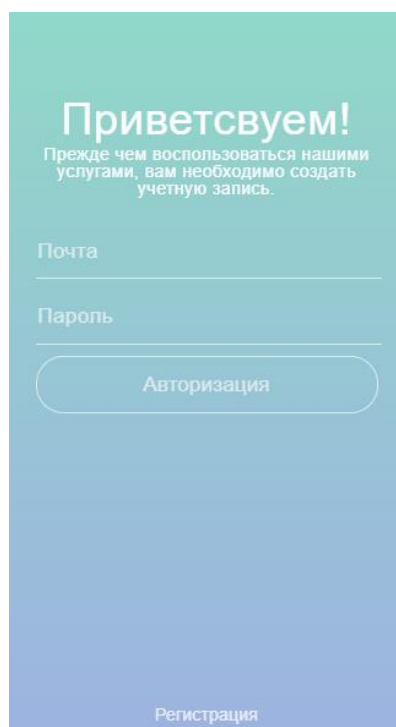 Приветсвуем!
Прежде чем воспользоваться нашими
услугами, вам необходимо создать
учетную запись.
Почта
Пароль
Авторизация
Регистрация